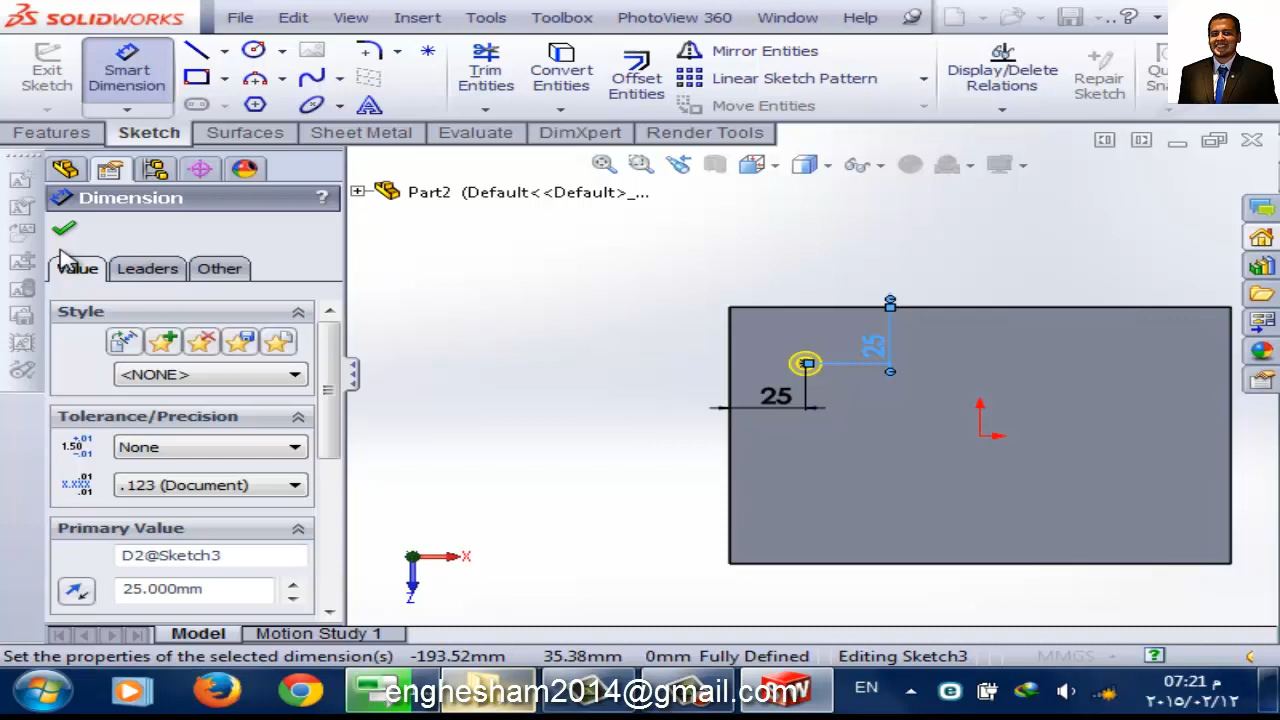 SOLIDWORKS File Edit View Insert Tools Toolbox PhotoView 360 Window Help
Exit Sketch
Smart Dimension
Trim Entities
Convert Entities
Offset Entities
Mirror Entities
Linear Sketch Pattern
Move Entities
Display/Delete Relations
Repair Sketch
Features Sketch Surfaces Sheet Metal Evaluate DimXpert Render Tools
Dimension ?
Part2 (Default<<Default>_...
Value Leaders Other
Style
<NONE>
Tolerance/Precision
None
.123 (Document)
Primary Value
D2@Sketch3
25.000mm
25
25
X
Z
Model Motion Study 1
Set the properties of the selected dimension(s) -193.52mm 35.38mm 0mm Fully Defined Editing Sketch3 MMGS
enghesham2014@gmail.com
EN
07:21 م
٢٠١٥/٠٢/١٢